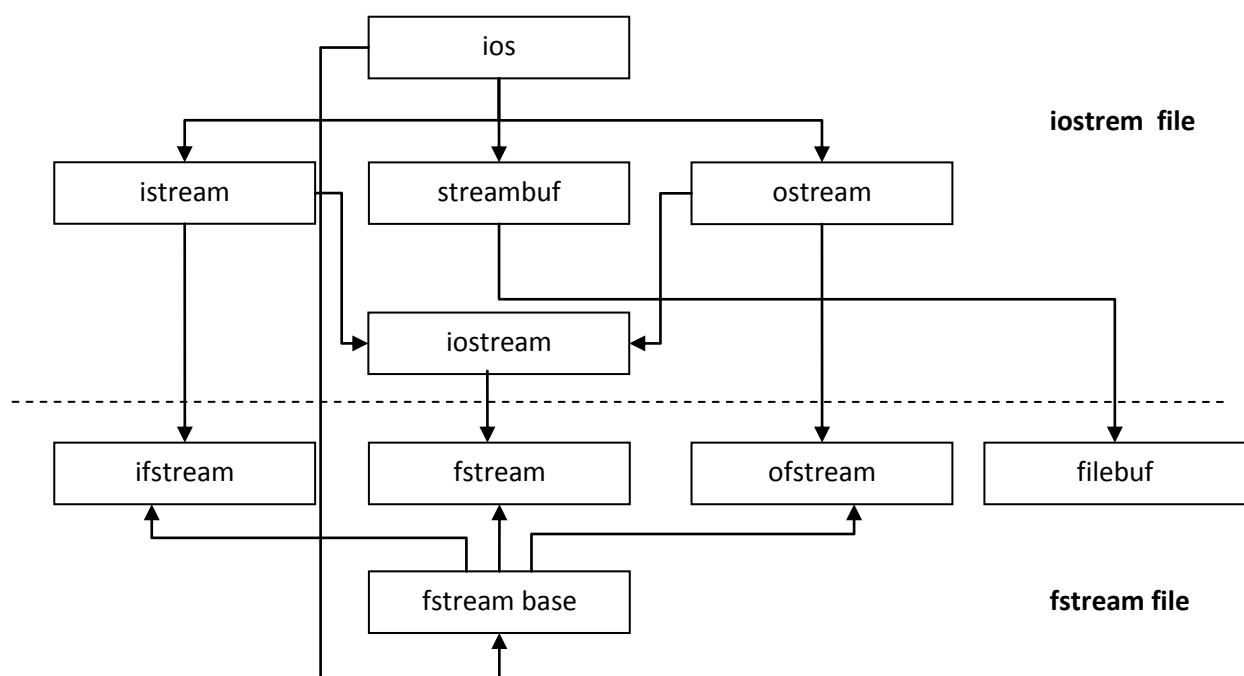 ios
iostrem file
istream
streambuf
ostream
iostream
ifstream
fstream
ofstream
filebuf
fstream base
fstream file